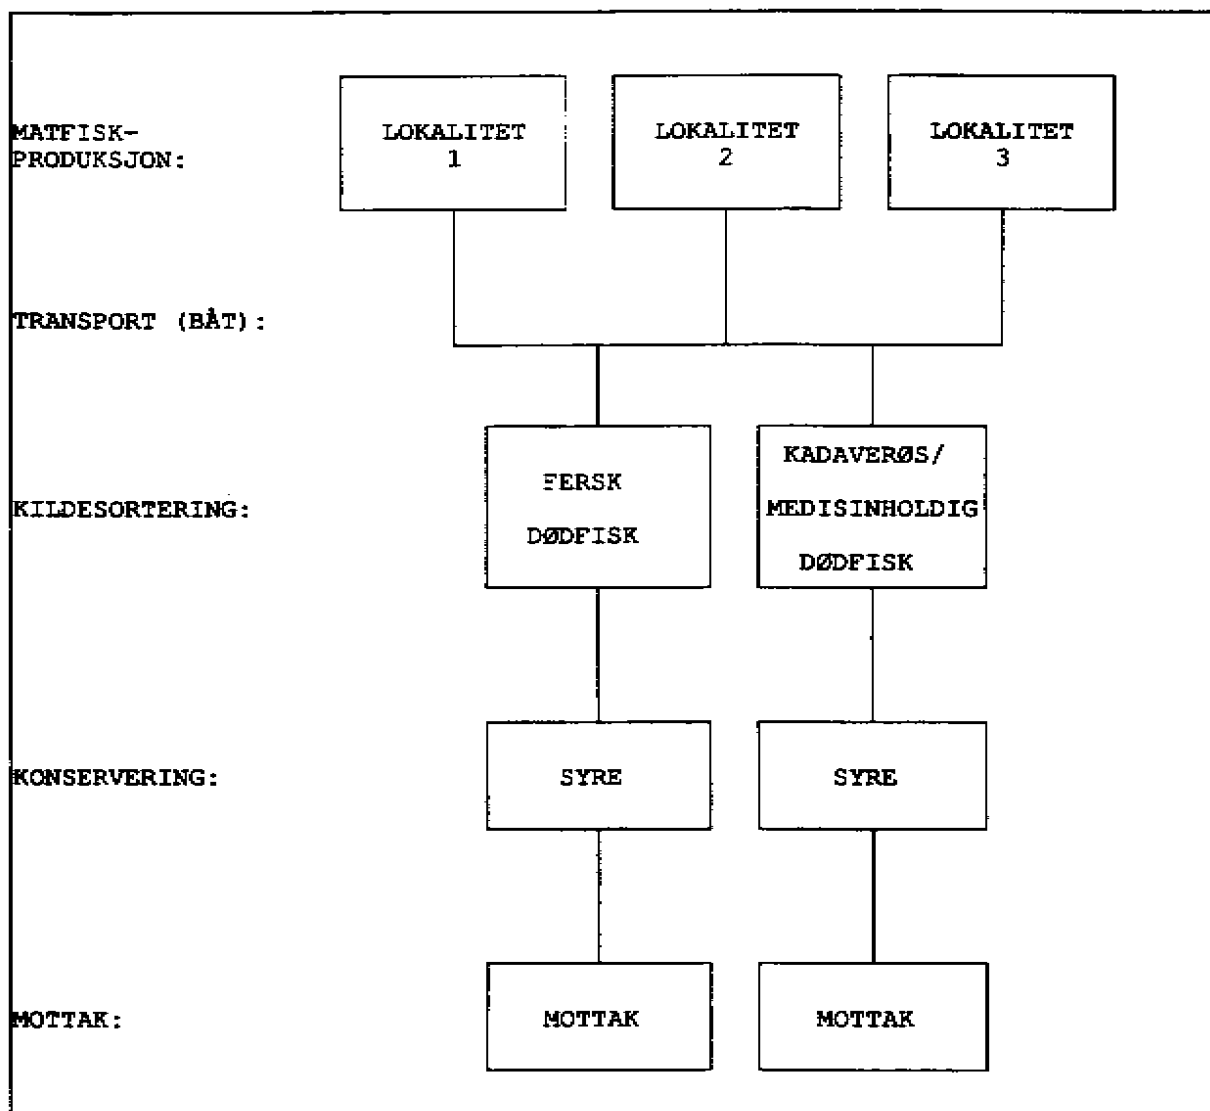 MATFISK-
PRODUKSJON:
LOKALITET
1
LOKALITET
2
LOKALITET
3
TRANSPORT (BÅT):
KILDESORTERING:
FERSK
DØDFISK
KADAVERØS/
MEDISINHOLDIG
DØDFISK
KONSERVERING:
SYRE
SYRE
MOTTAK:
MOTTAK
MOTTAK